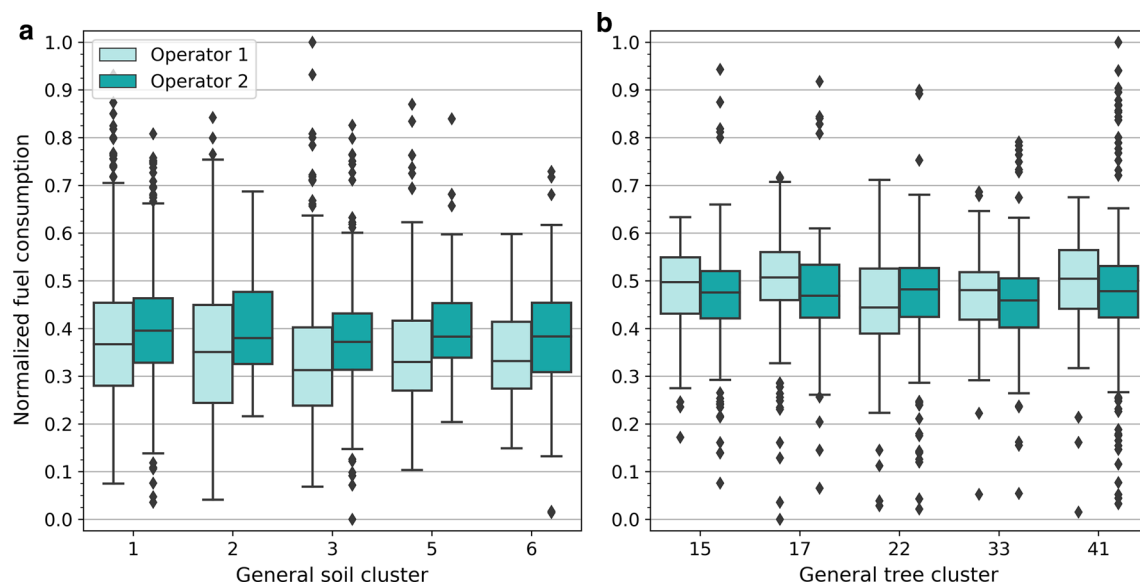 a
b
Operator 1
Operator 2
Normalized fuel consumption
1.0
0.9
0.8
0.7
0.6
0.5
0.4
0.3
0.2
0.1
0.0
1 2 3 5 6
General soil cluster
1.0
0.9
0.8
0.7
0.6
0.5
0.4
0.3
0.2
0.1
0.0
15 17 22 33 41
General tree cluster